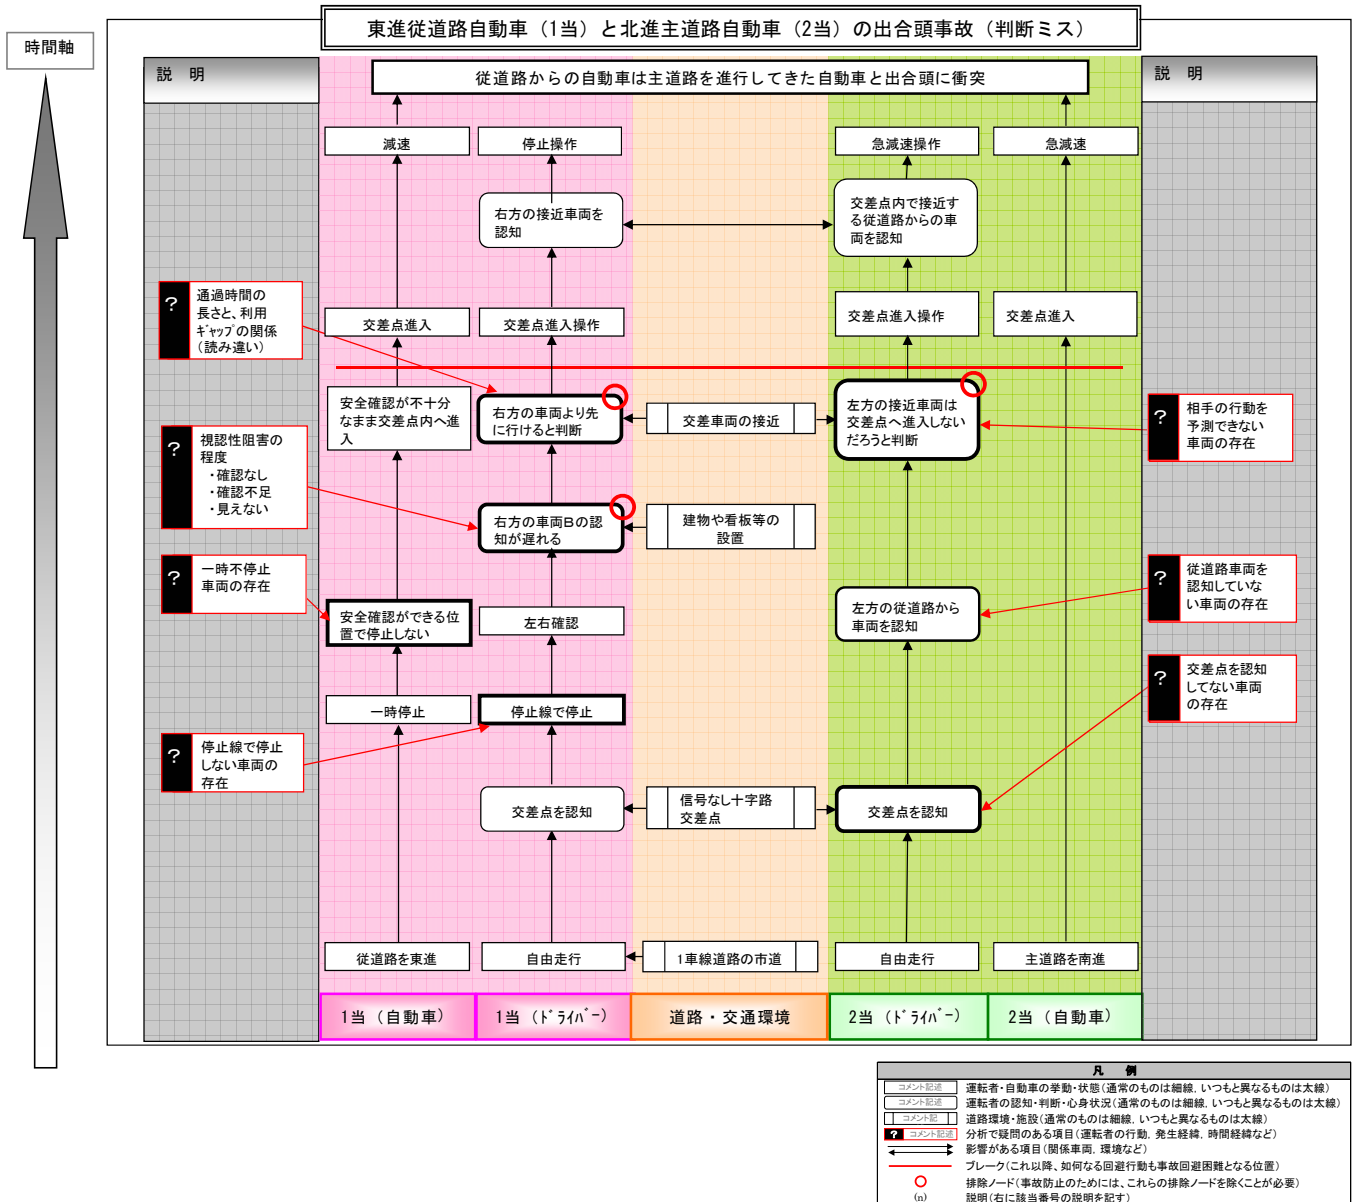 東進従道路自動車（1当）と北進主道路自動車（2当）の出合頭事故（判断ミス）
時間軸
説　明
従道路からの自動車は主道路を進行してきた自動車と出合頭に衝突
説　明
減速
停止操作
急減速操作
急減速
右方の接近車両を
認知
交差点内で接近す
る従道路からの車
両を認知
?
通過時間の
長さと、利用
ｷﾞｬｯﾌﾟの関係
（読み違い）
交差点進入
交差点進入操作
交差点進入操作
交差点進入
安全確認が不十分
なまま交差点内へ進
入
右方の車両より先
に行けると判断
交差車両の接近
左方の接近車両は
交差点へ進入しない
だろうと判断
?
相手の行動を
予測できない
車両の存在
?
視認性阻害の
程度
・確認なし
・確認不足
・見えない
右方の車両Bの認
知が遅れる
建物や看板等の
設置
?
一時不停止
車両の存在
?
従道路車両を
認知していな
い車両の存在
安全確認ができる位
置で停止しない
左右確認
左方の従道路から
車両を認知
?
交差点を認知
してない車両
の存在
一時停止
停止線で停止
?
停止線で停止
しない車両の
存在
交差点を認知
信号なし十字路
交差点
交差点を認知
従道路を東進
自由走行
1車線道路の市道
自由走行
主道路を南進
1当（自動車）
1当（ﾄﾞﾗｲﾊﾞｰ）
道路・交通環境
2当（ﾄﾞﾗｲﾊﾞｰ）
2当（自動車）
凡　例
コメント記述
運転者・自動車の挙動・状態（通常のものは細線，いつもと異なるものは太線）
コメント記述
運転者の認知・判断・心身状況（通常のものは細線，いつもと異なるものは太線）
コメント記
道路環境・施設（通常のものは細線，いつもと異なるものは太線）
?
コメント記述
分析で疑問のある項目（運転者の行動，発生経緯，時間経緯など）
影響がある項目（関係車両，環境など）
ブレーク（これ以降、如何なる回避行動も事故回避困難となる位置）
排除ノード（事故防止のためには、これらの排除ノードを除くことが必要）
(n)
説明（右に該当番号の説明を記す）